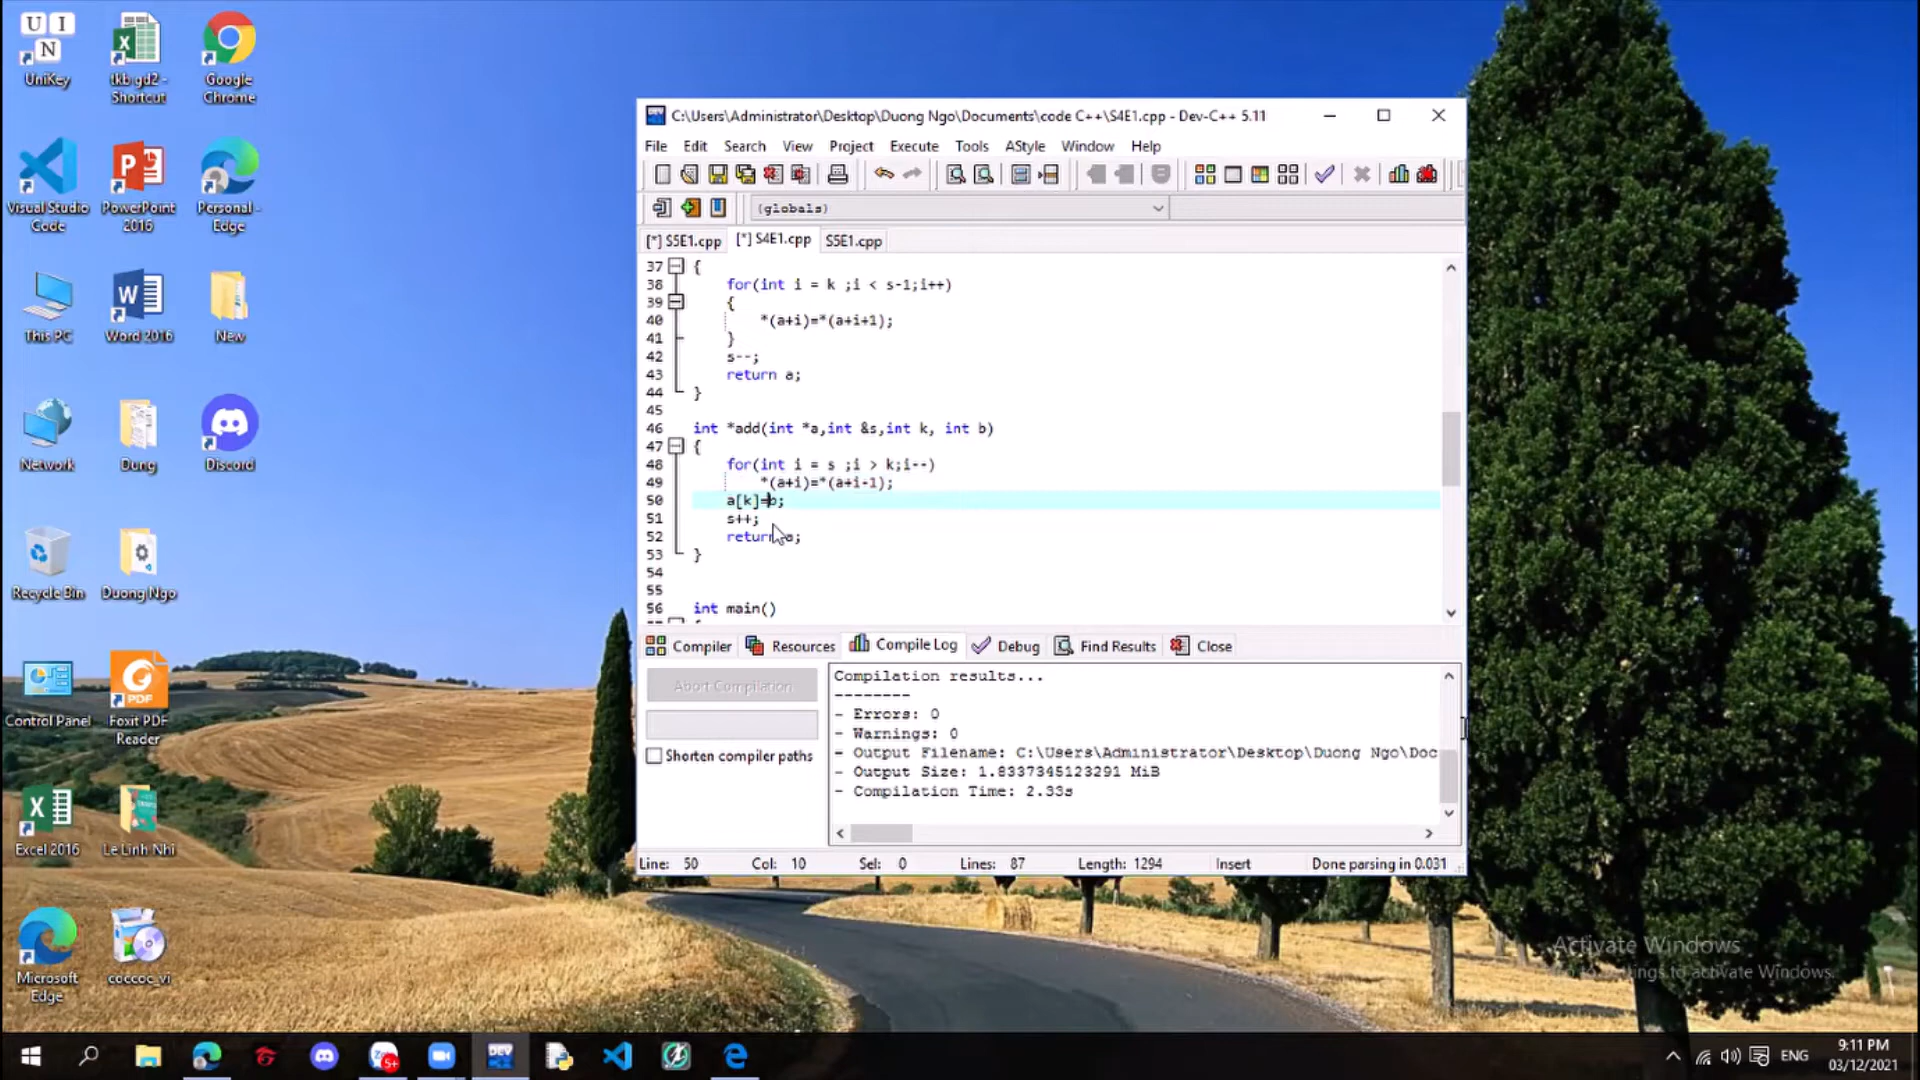 UniKey
tkb gd2 -
Shortcut
Google
Chrome
Visual Studio
Code
PowerPoint
2016
Personal -
Edge
This PC
Word 2016
New
Network
Dung
Discord
Recycle Bin
Duong Ngo
Control Panel
Foxit PDF
Reader
Excel 2016
Le Linh Nhi
Microsoft
Edge
coccoc_vi
C:\Users\Administrator\Desktop\Duong Ngo\Documents\code C++\S4E1.cpp - Dev-C++ 5.11
File Edit Search View Project Execute Tools AStyle Window Help
(globals)
[*] S5E1.cpp [*] S4E1.cpp S5E1.cpp
37 {
38 for(int i = k ;i < s-1;i++)
39 {
40 *(a+i)=*(a+i+1);
41 }
42 s--;
43 return a;
44 }
45
46 int *add(int *a,int &s,int k, int b)
47 {
48 for(int i = s ;i > k;i--)
49 *(a+i)=*(a+i-1);
50 a[k]=b;
51 s++;
52 return a;
53 }
54
55
56 int main()
Compiler Resources Compile Log Debug Find Results Close
Abort Compilation
Shorten compiler paths
Compilation results...
--------
- Errors: 0
- Warnings: 0
- Output Filename: C:\Users\Administrator\Desktop\Duong Ngo\Doc
- Output Size: 1.8337345123291 MiB
- Compilation Time: 2.33s
Line: 50 Col: 10 Sel: 0 Lines: 87 Length: 1294 Insert Done parsing in 0.031
Activate Windows
Go to Settings to activate Windows.
DEV
5+
ENG
9:11 PM
03/12/2021